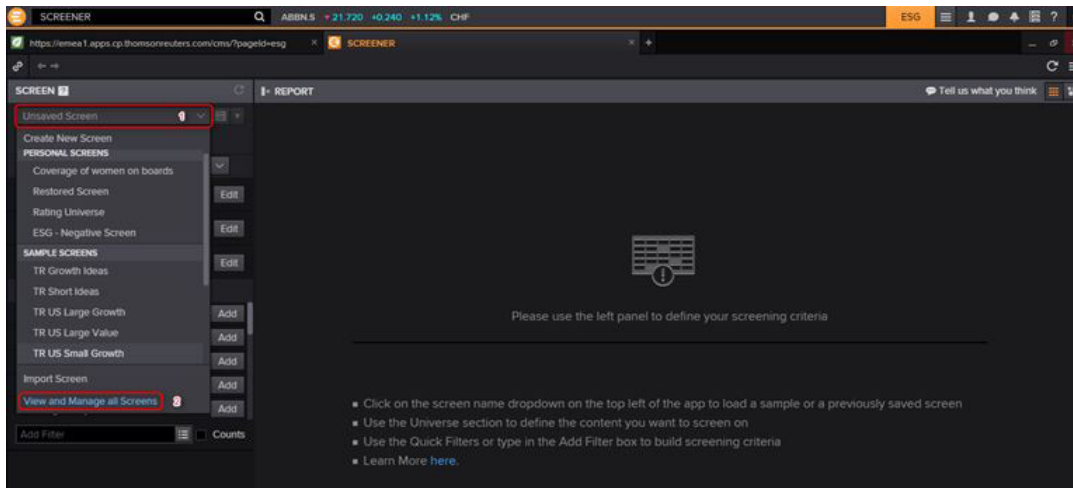 SCREENER
ABBN.S 21.720 +0.240 +1.12% CHF
ESG
?
https://emea1.apps.cp.thomsonreuters.com/cms/?pageId=esg
SCREENER
SCREEN ?
REPORT
Tell us what you think
Unsaved Screen 1
Create New Screen
PERSONAL SCREENS
Coverage of women on boards
Restored Screen
Edit
Rating Universe
ESG - Negative Screen
Edit
SAMPLE SCREENS
TR Growth Ideas
Edit
TR Short Ideas
TR US Large Growth
Add
TR US Large Value
Add
TR US Small Growth
Add
Import Screen
Add
View and Manage all Screens 2
Add
Add Filter
Counts
Please use the left panel to define your screening criteria
Click on the screen name dropdown on the top left of the app to load a sample or a previously saved screen
Use the Universe section to define the content you want to screen on
Use the Quick Filters or type in the Add Filter box to build screening criteria
Learn More here.